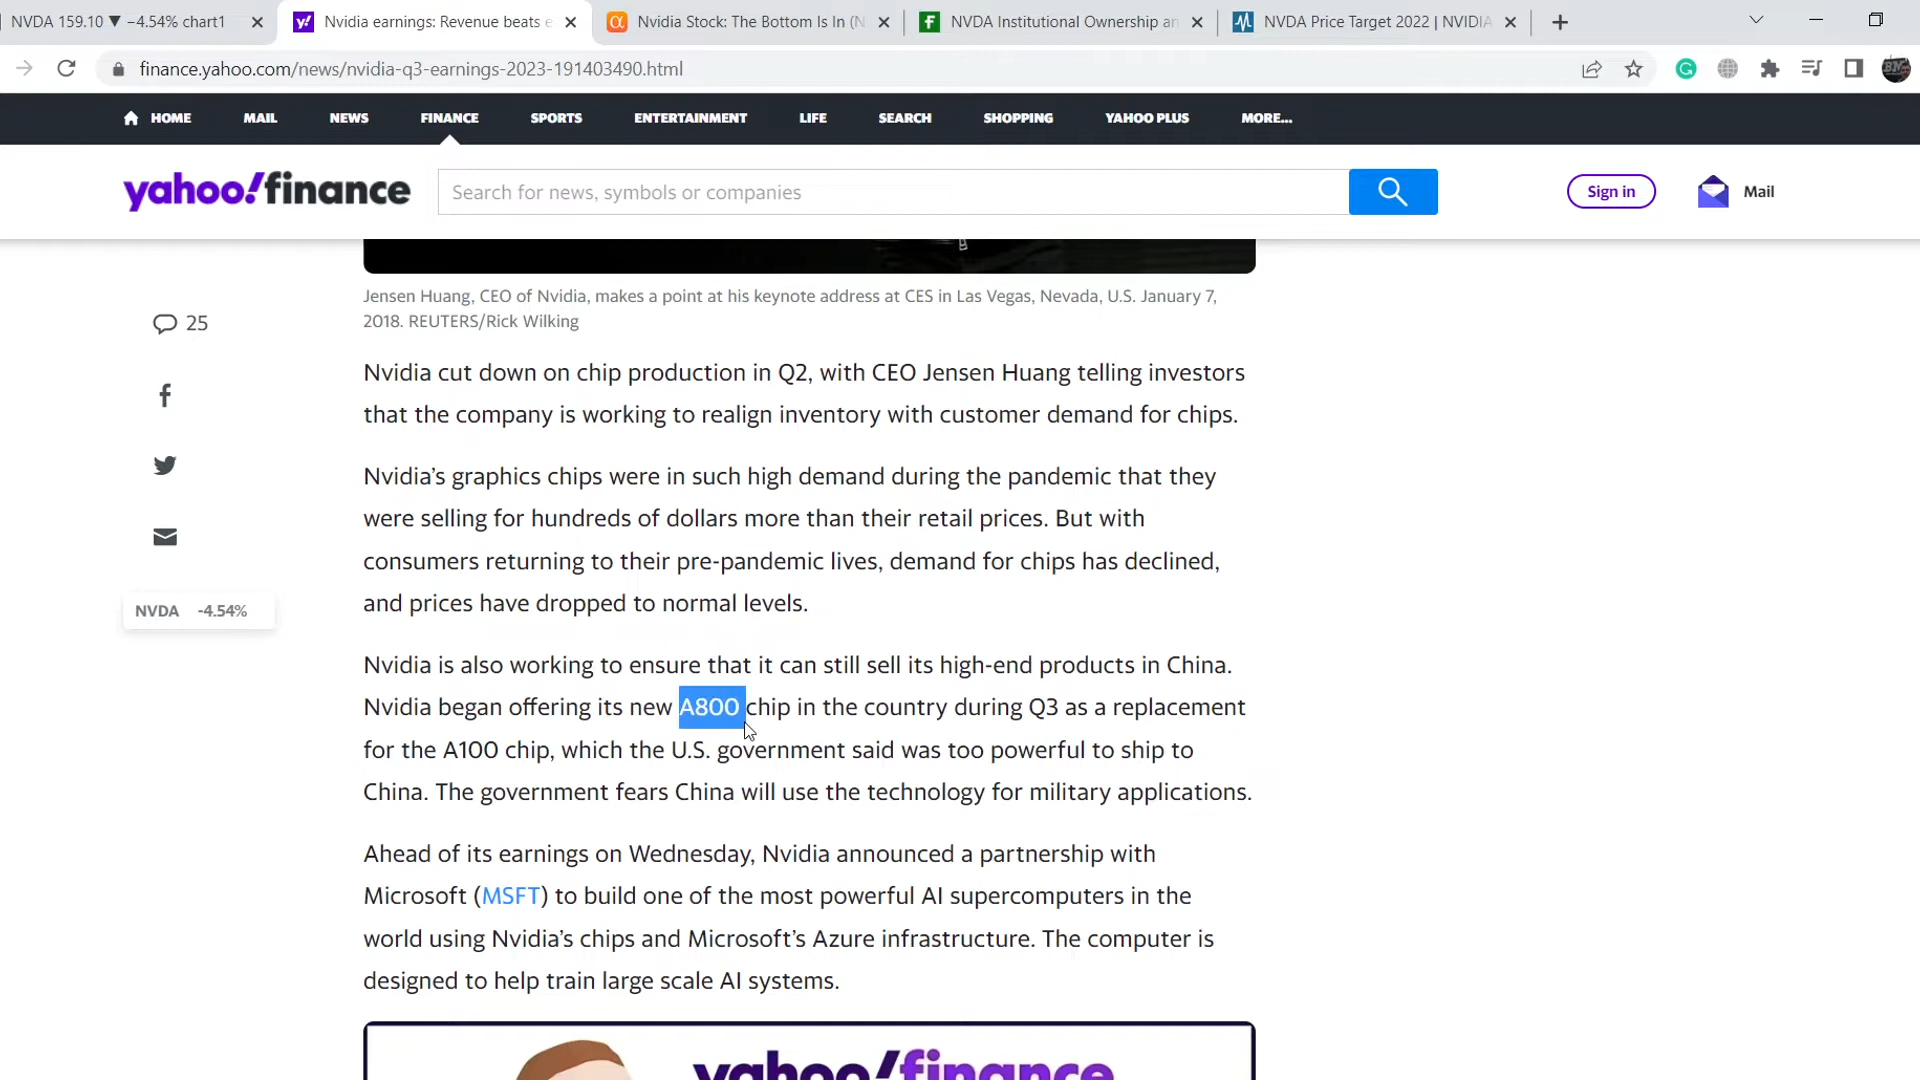 NVDA 159.10 ▼ −4.54% chart1
Nvidia earnings: Revenue beats e
Nvidia Stock: The Bottom Is In (N
NVDA Institutional Ownership an
NVDA Price Target 2022 | NVIDIA
finance.yahoo.com/news/nvidia-q3-earnings-2023-191403490.html
HOME MAIL NEWS FINANCE SPORTS ENTERTAINMENT LIFE SEARCH SHOPPING YAHOO PLUS MORE...
yahoo!finance
Search for news, symbols or companies
Sign in
Mail
Jensen Huang, CEO of Nvidia, makes a point at his keynote address at CES in Las Vegas, Nevada, U.S. January 7,
2018. REUTERS/Rick Wilking
25
Nvidia cut down on chip production in Q2, with CEO Jensen Huang telling investors
that the company is working to realign inventory with customer demand for chips.
Nvidia’s graphics chips were in such high demand during the pandemic that they
were selling for hundreds of dollars more than their retail prices. But with
consumers returning to their pre-pandemic lives, demand for chips has declined,
and prices have dropped to normal levels.
NVDA -4.54%
Nvidia is also working to ensure that it can still sell its high-end products in China.
Nvidia began offering its new A800 chip in the country during Q3 as a replacement
for the A100 chip, which the U.S. government said was too powerful to ship to
China. The government fears China will use the technology for military applications.
Ahead of its earnings on Wednesday, Nvidia announced a partnership with
Microsoft (MSFT) to build one of the most powerful AI supercomputers in the
world using Nvidia’s chips and Microsoft’s Azure infrastructure. The computer is
designed to help train large scale AI systems.
yahoo!finance